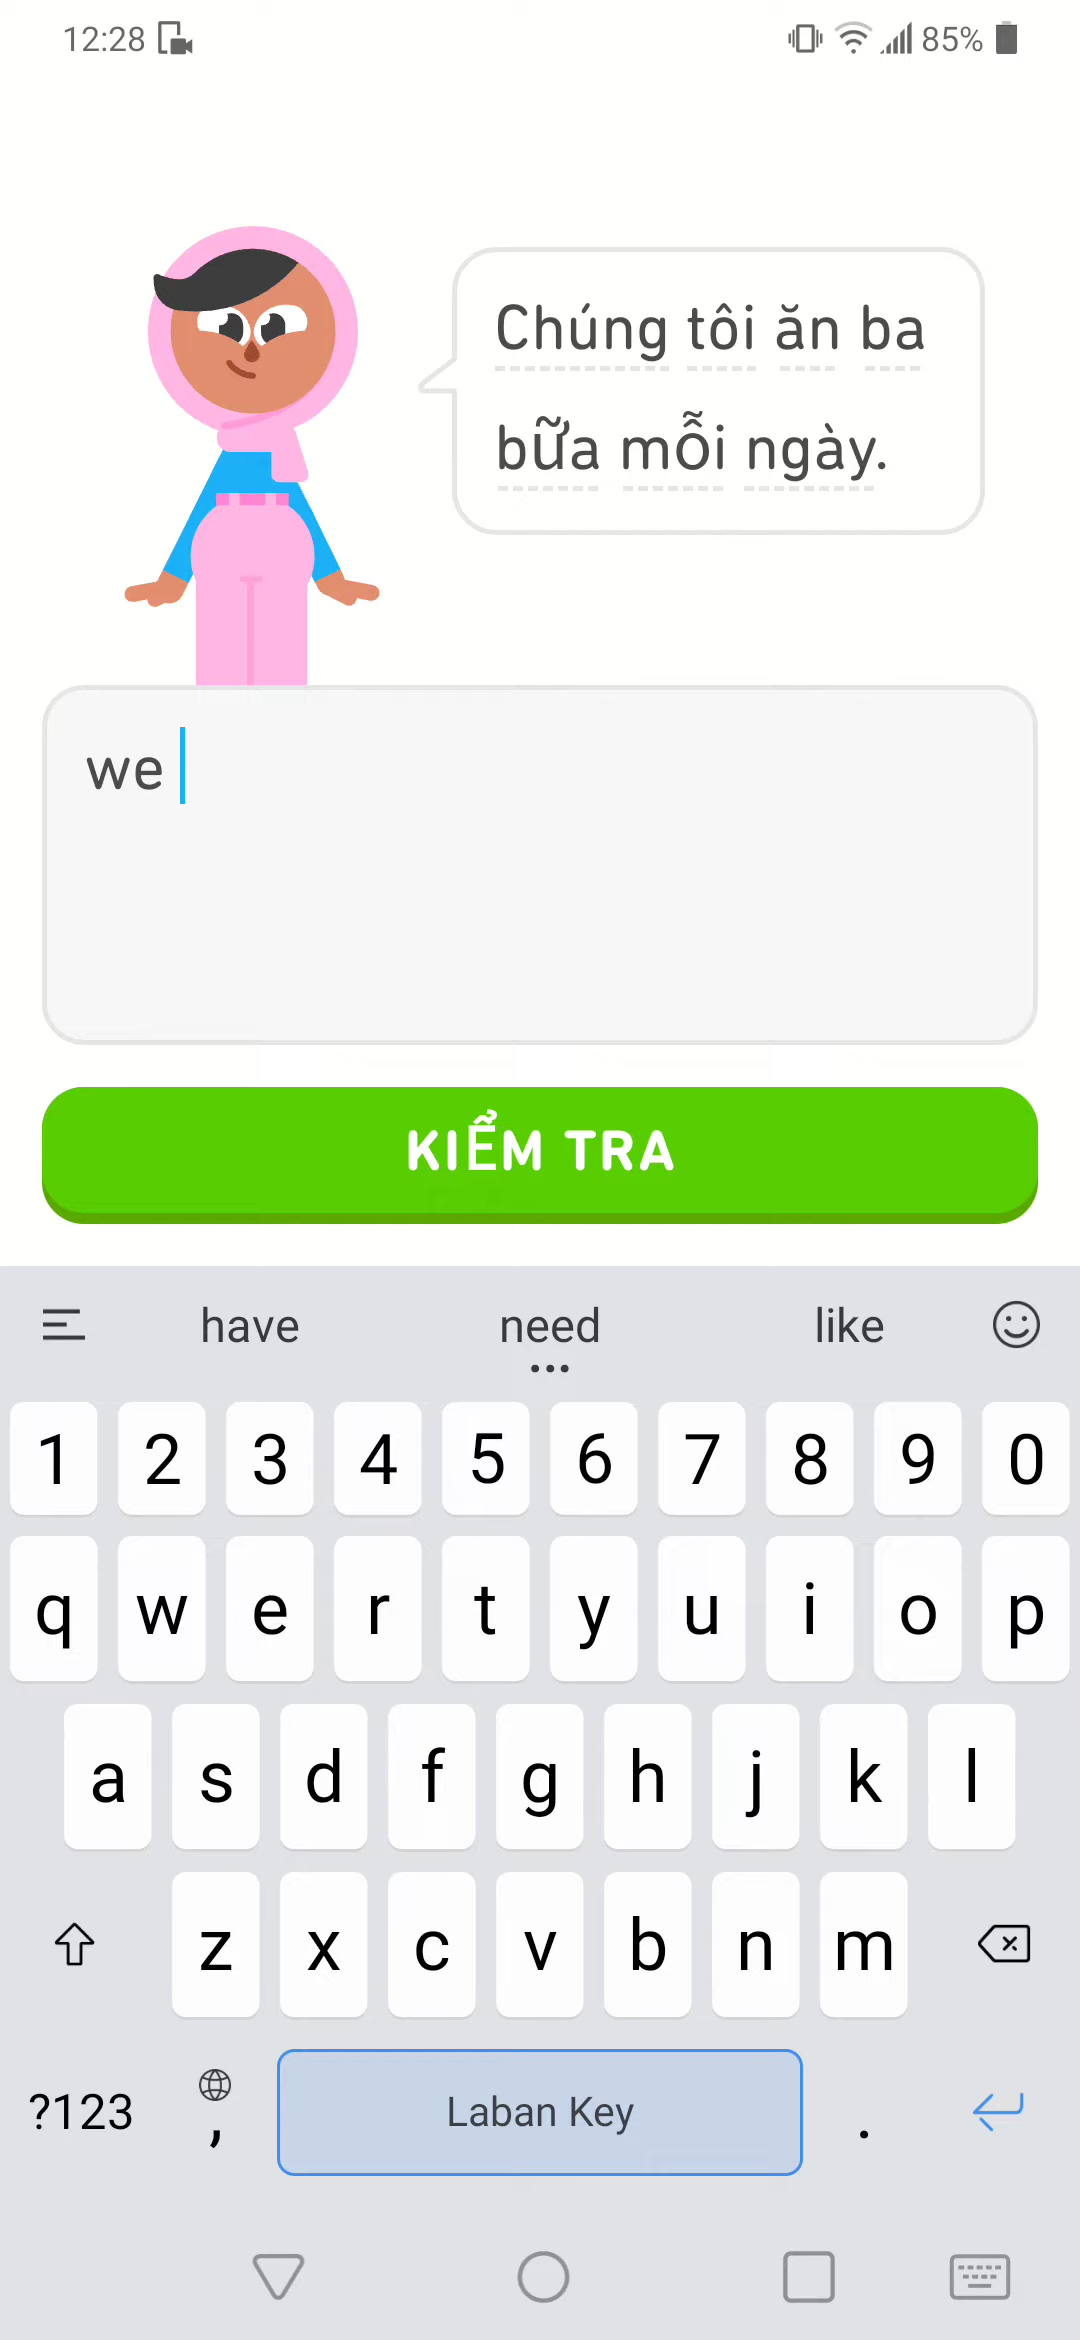 12:28
85%
Chúng tôi ăn ba
bữa mỗi ngày.
we
KIỂM TRA
have need like
1 2 3 4 5 6 7 8 9 0
q w e r t y u i o p
a s d f g h j k l
z x c v b n m
?123 , Laban Key .